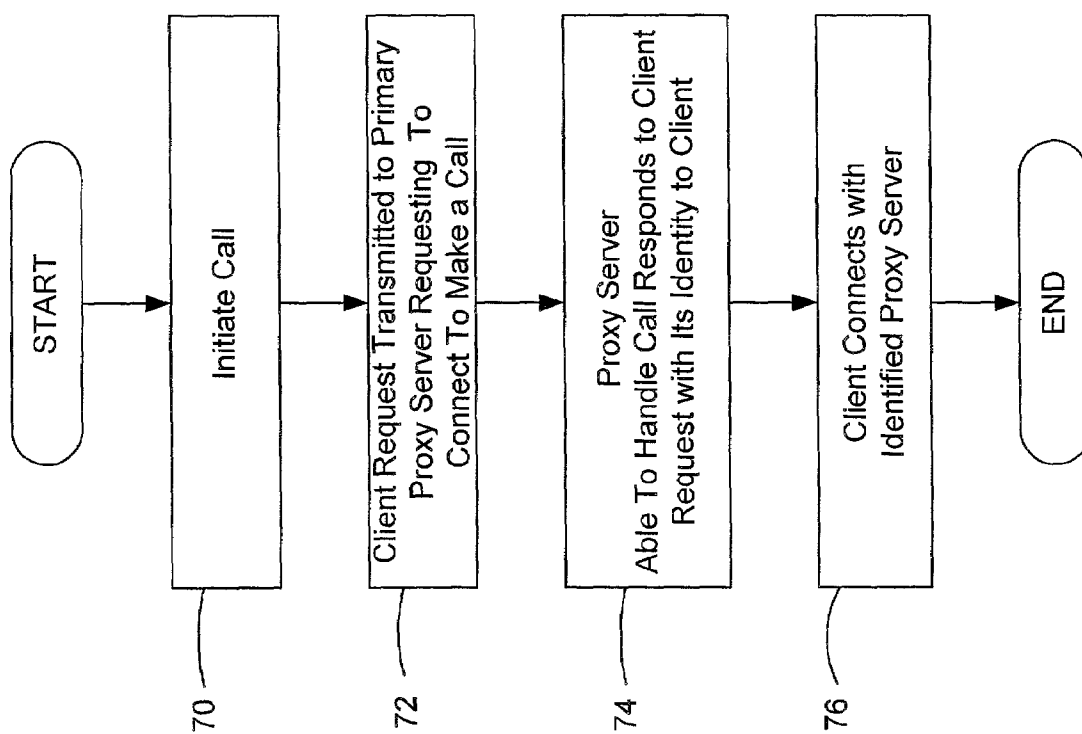 START
70
Initiate Call
72
Client Request Transmitted to Primary
Proxy Server Requesting To
Connect To Make a Call
74
Proxy Server
Able To Handle Call Responds to Client
Request with Its Identity to Client
76
Client Connects with
Identified Proxy Server
END